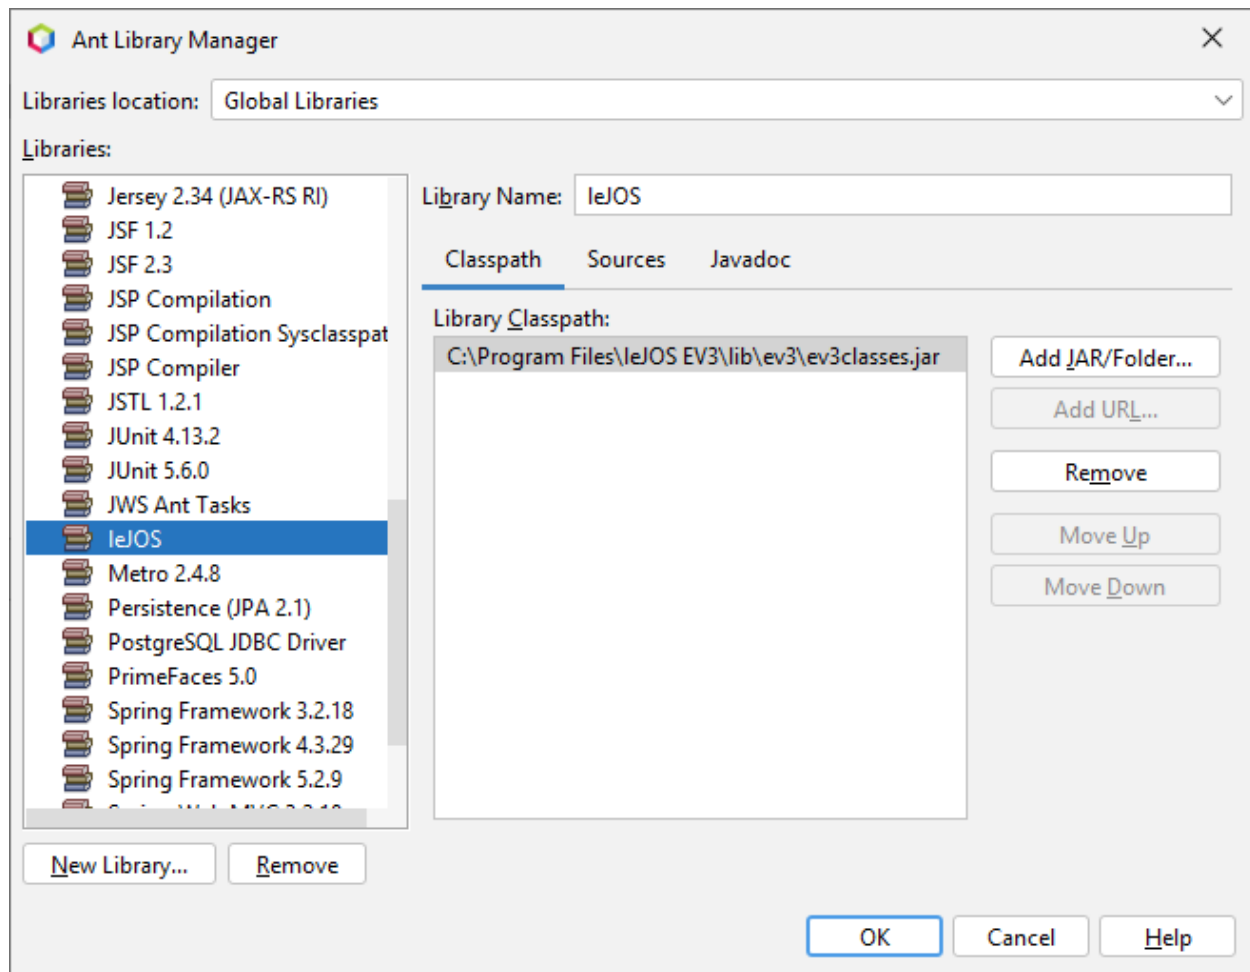 Ant Library Manager
Libraries location: Global Libraries
Libraries:
Jersey 2.34 (JAX-RS RI)
JSF 1.2
JSF 2.3
JSP Compilation
JSP Compilation Sysclasspat
JSP Compiler
JSTL 1.2.1
JUnit 4.13.2
JUnit 5.6.0
JWS Ant Tasks
leJOS
Metro 2.4.8
Persistence (JPA 2.1)
PostgreSQL JDBC Driver
PrimeFaces 5.0
Spring Framework 3.2.18
Spring Framework 4.3.29
Spring Framework 5.2.9
New Library... Remove
Library Name: leJOS
Classpath Sources Javadoc
Library Classpath:
C:\Program Files\leJOS EV3\lib\ev3\ev3classes.jar
Add JAR/Folder...
Add URL...
Remove
Move Up
Move Down
OK Cancel Help